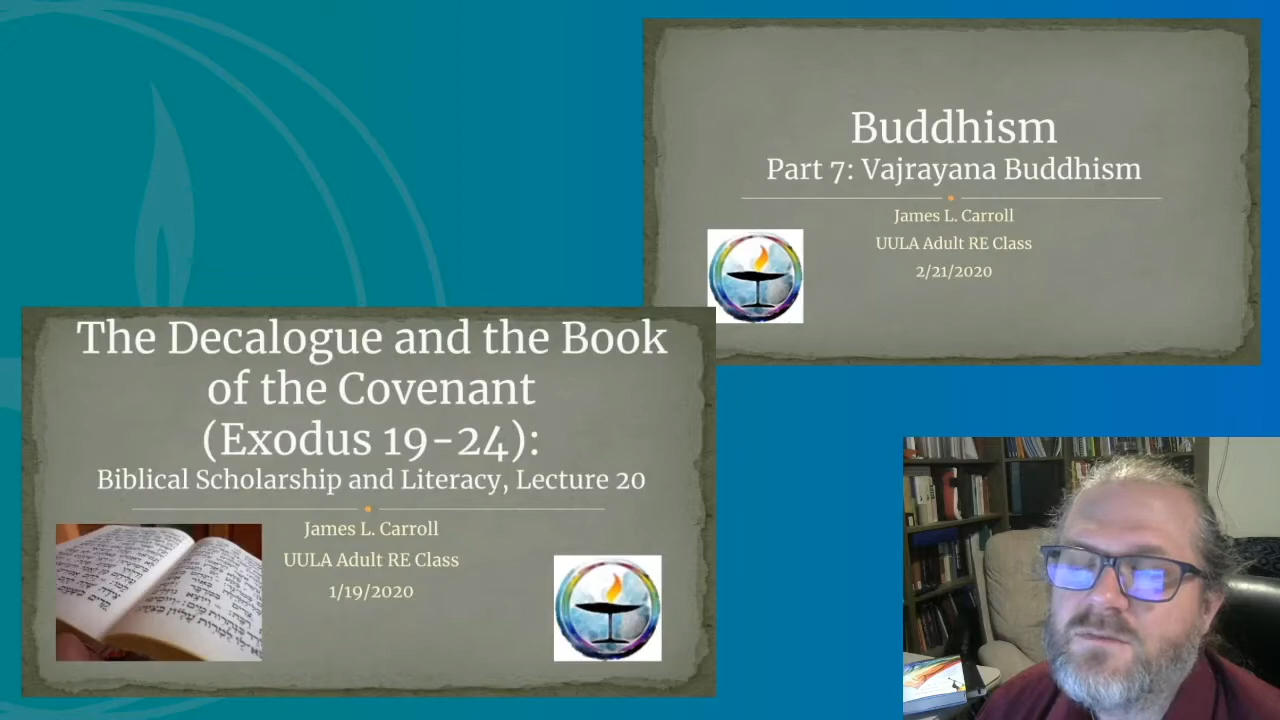 Buddhism
Part 7: Vajrayana Buddhism
James L. Carroll
UULA Adult RE Class
2/21/2020
The Decalogue and the Book
of the Covenant
(Exodus 19-24):
Biblical Scholarship and Literacy, Lecture 20
James L. Carroll
UULA Adult RE Class
1/19/2020